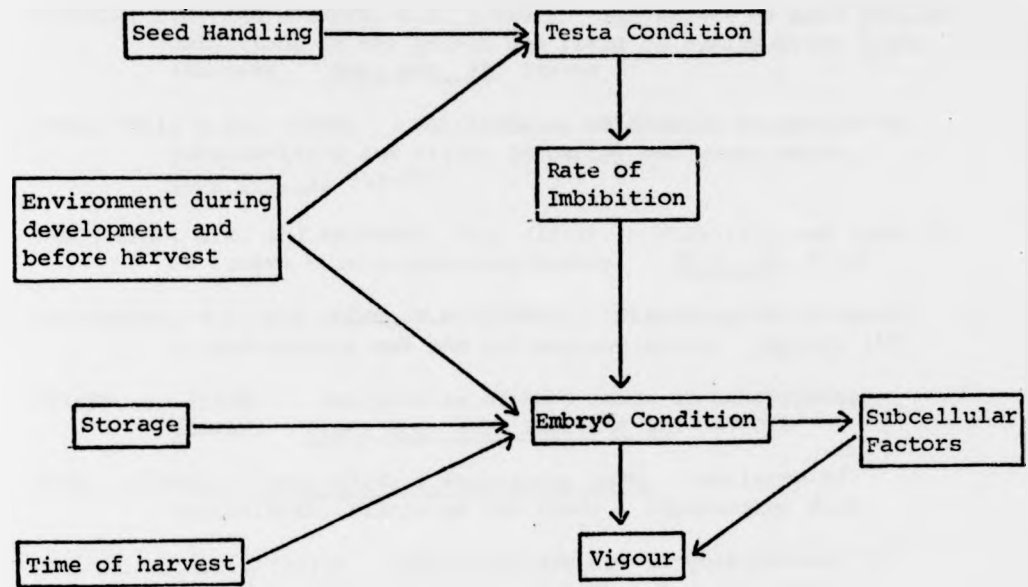 Seed Handling
Testa Condition
Rate of
Imbibition
Environment during
development and
before harvest
Storage
Embryo Condition
Subcellular
Factors
Time of harvest
Vigour